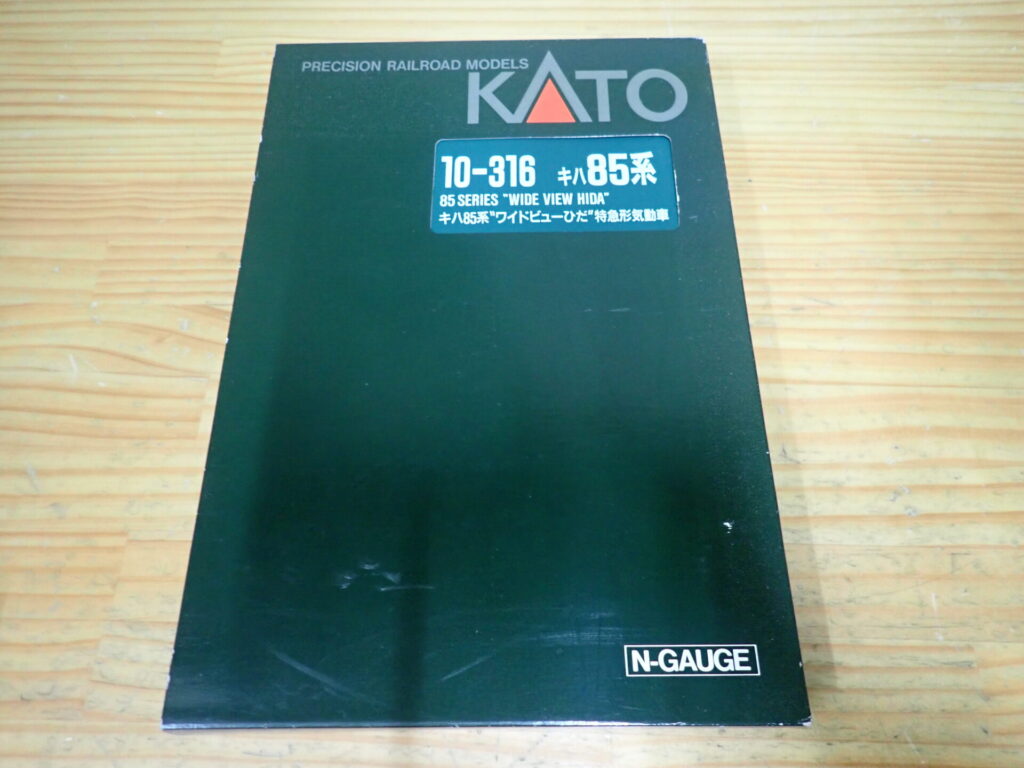 PRECISION RAILROAD MODELS
KATO
10-316 キハ85系
85 SERIES "WIDE VIEW HIDA"
キハ85系"ワイドビューひだ"特急形気動車
N-GAUGE